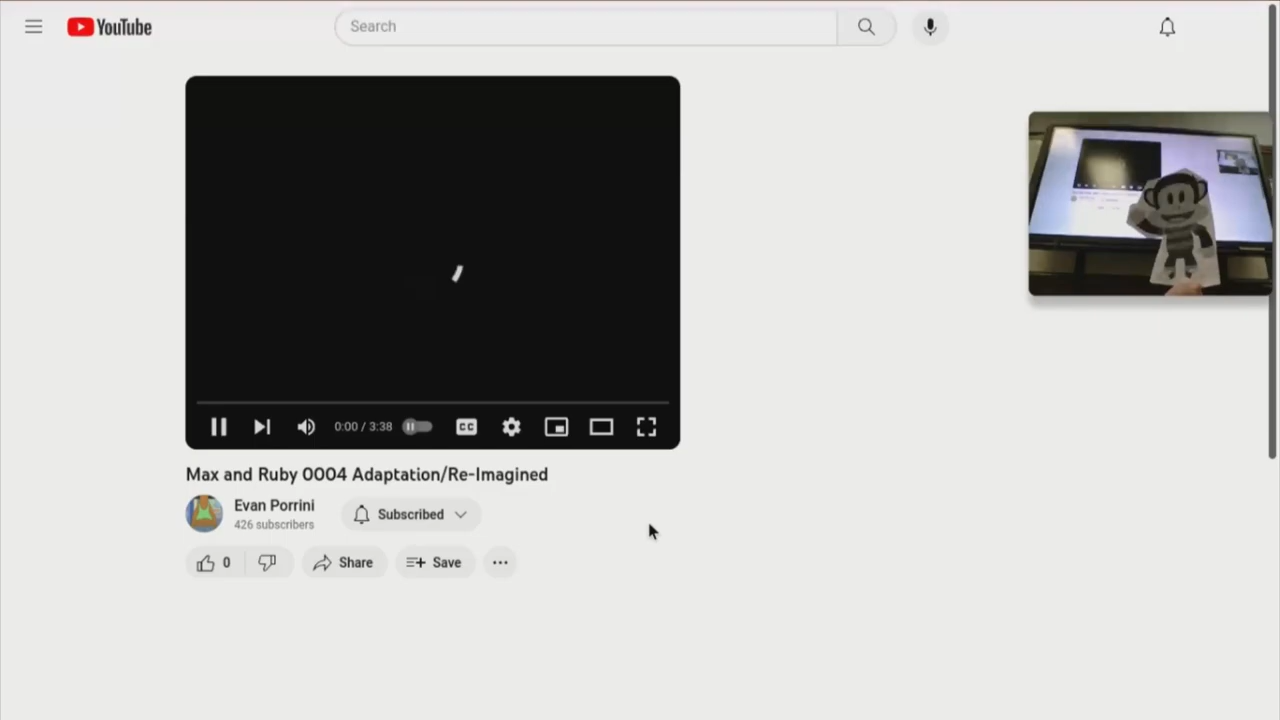 YouTube
Search
0:00 / 3:38
CC
Max and Ruby 0004 Adaptation/Re-Imagined
Evan Porrini
426 subscribers
Subscribed
0
Share
Save